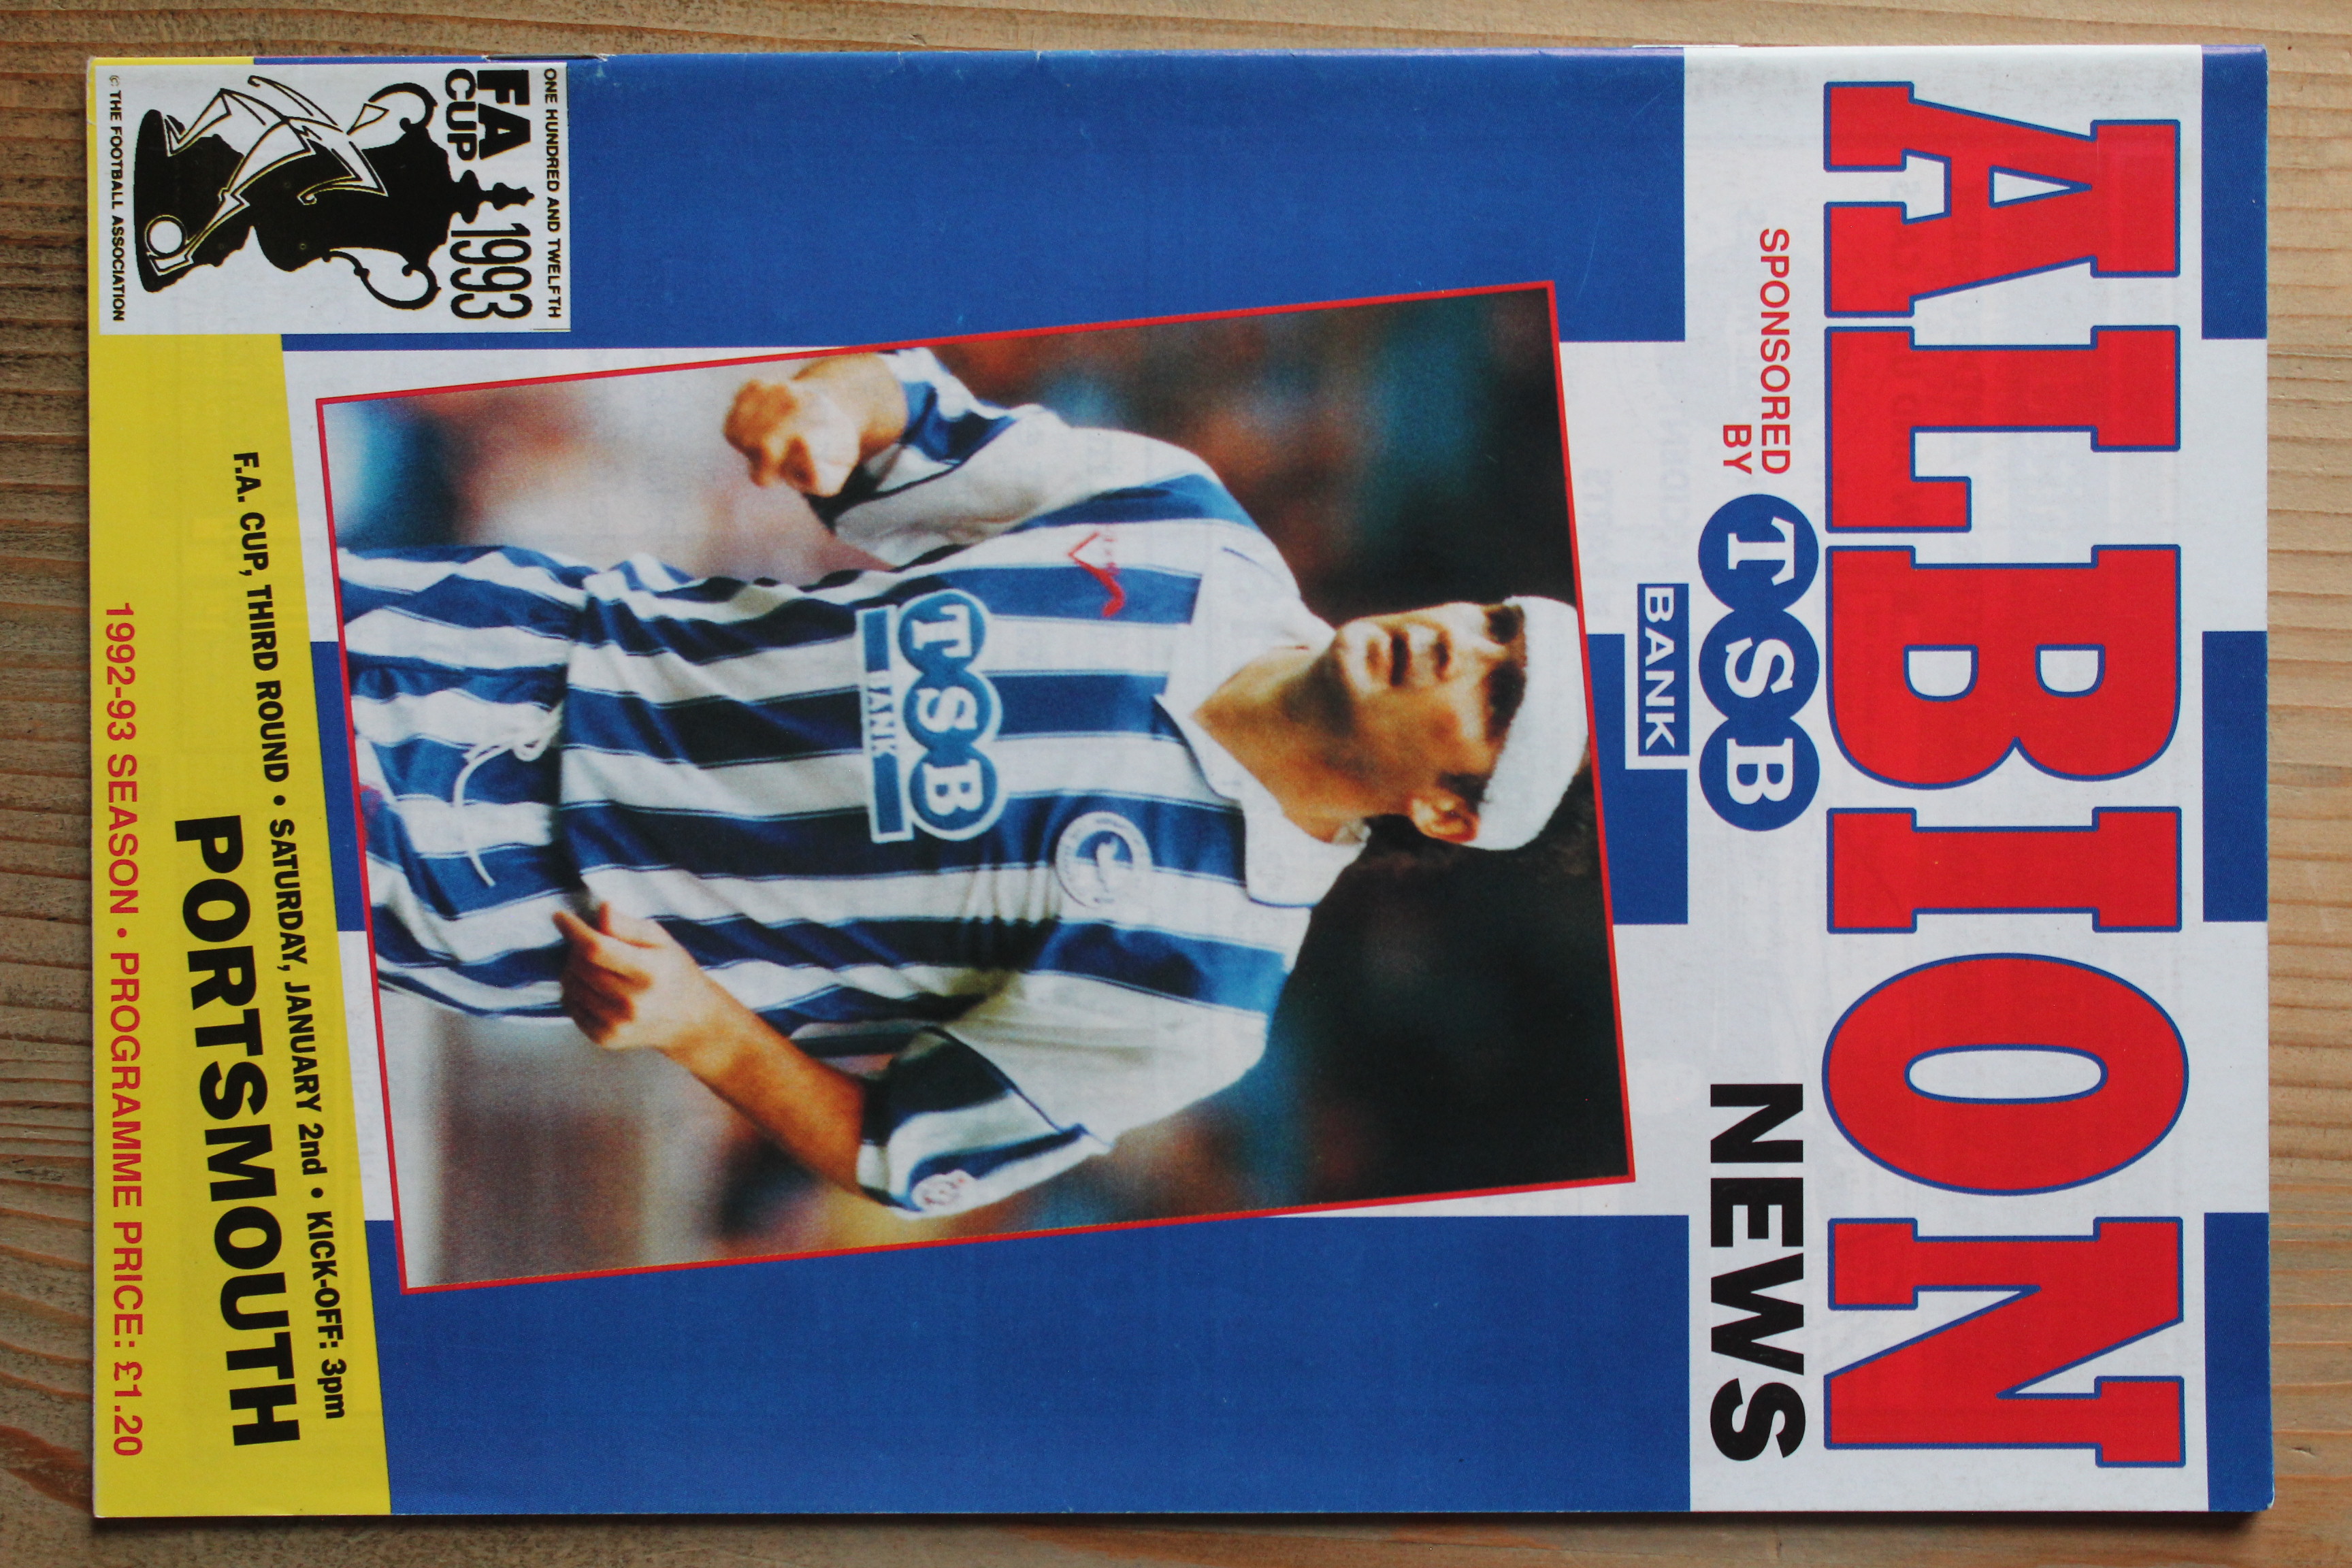 ALBION
SPONSORED
BY
TSB
BANK
NEWS
TSB
BANK
ONE HUNDRED AND TWELFTH
FA
CUP 1993
© THE FOOTBALL ASSOCIATION
F.A. CUP, THIRD ROUND • SATURDAY, JANUARY 2nd • KICK-OFF: 3pm
PORTSMOUTH
1992-93 SEASON • PROGRAMME PRICE: £1.20